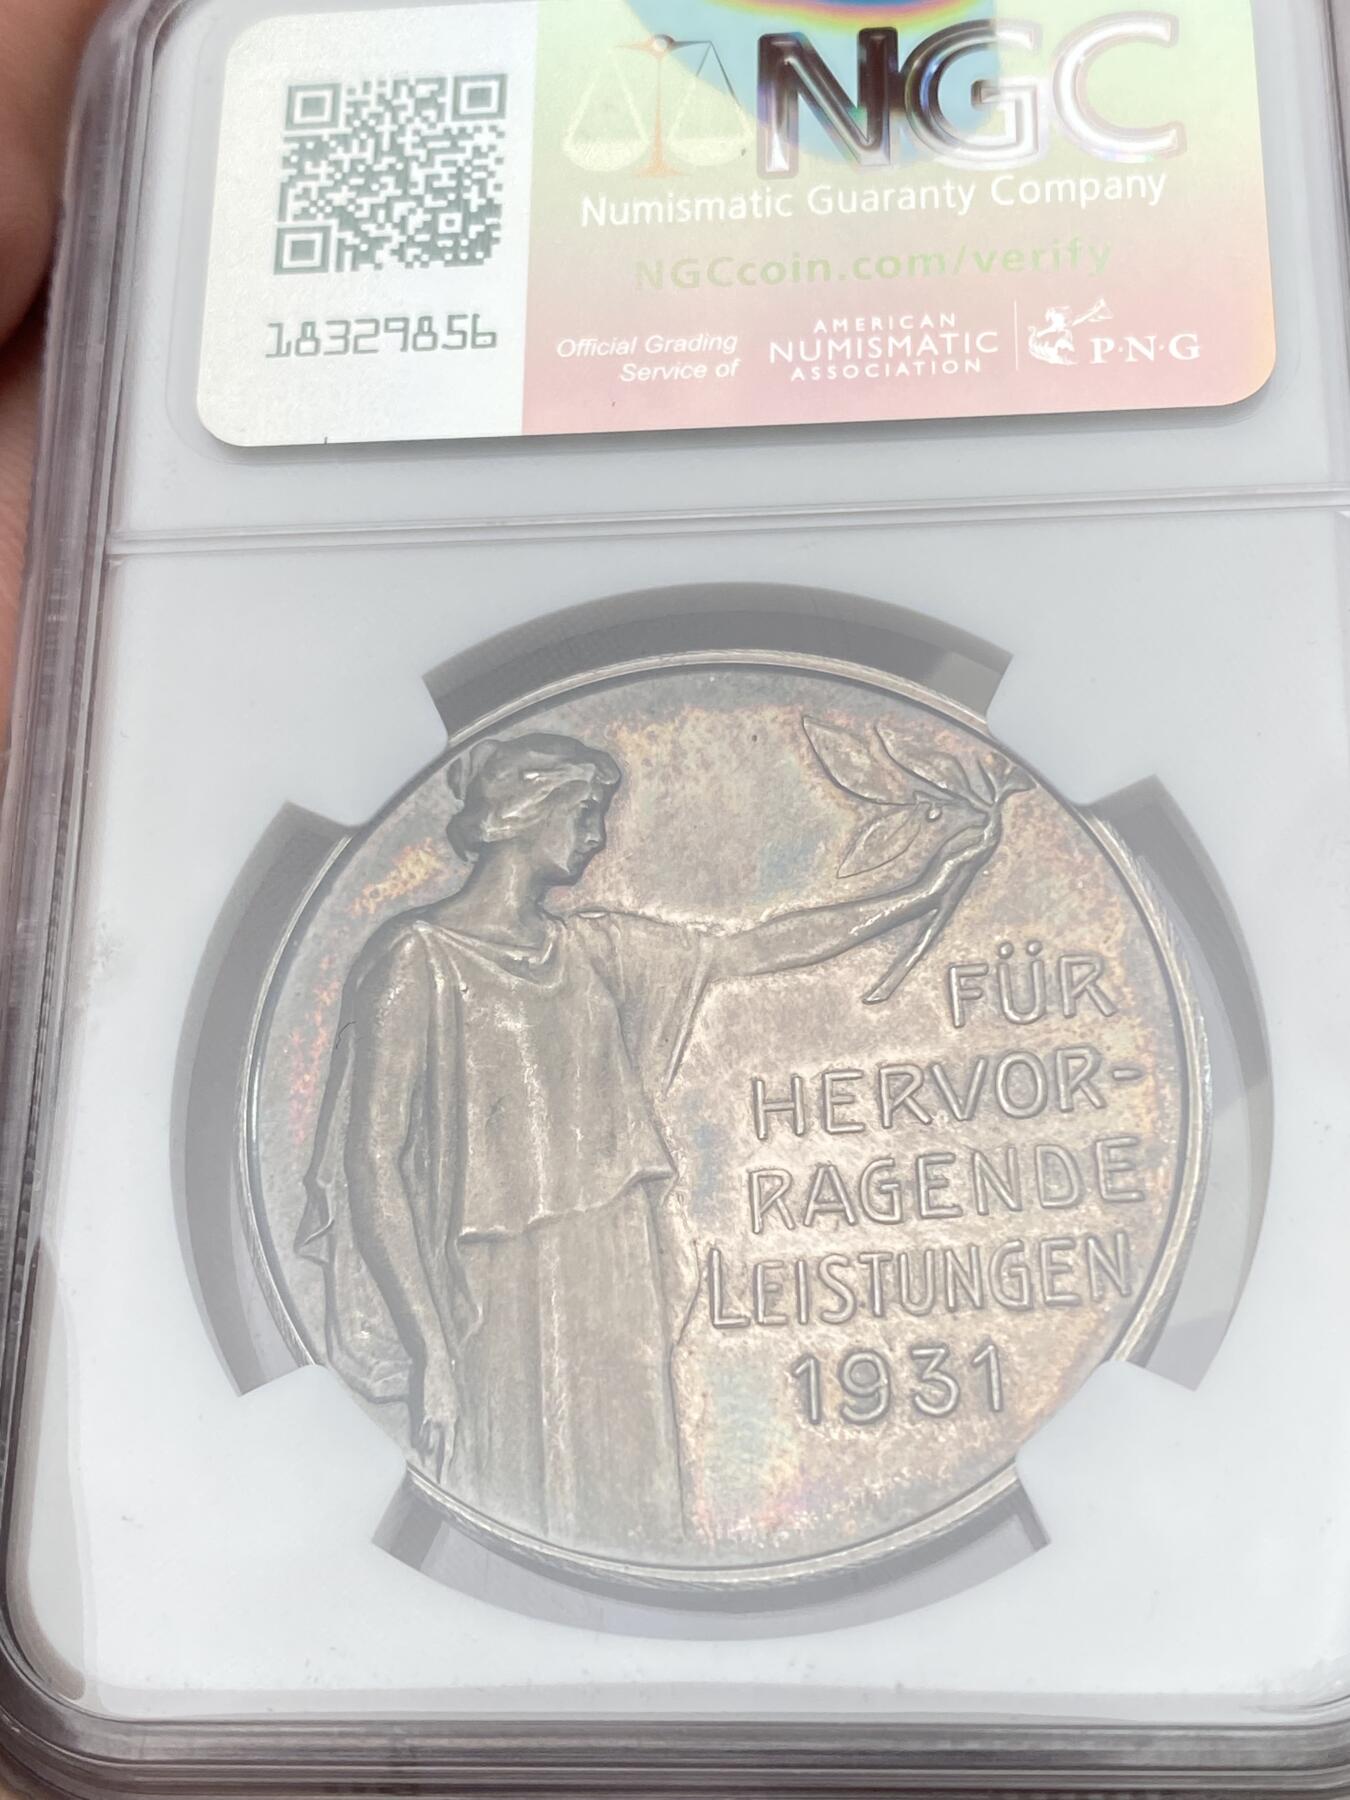 NGC
Numismatic Guaranty Company
NGCcoin.com/verify
18329856
Official Grading
Service of
AMERICAN
NUMISMATIC
ASSOCIATION
P·N·G
FÜR
HERVOR-
RAGENDE
LEISTUNGEN
1931